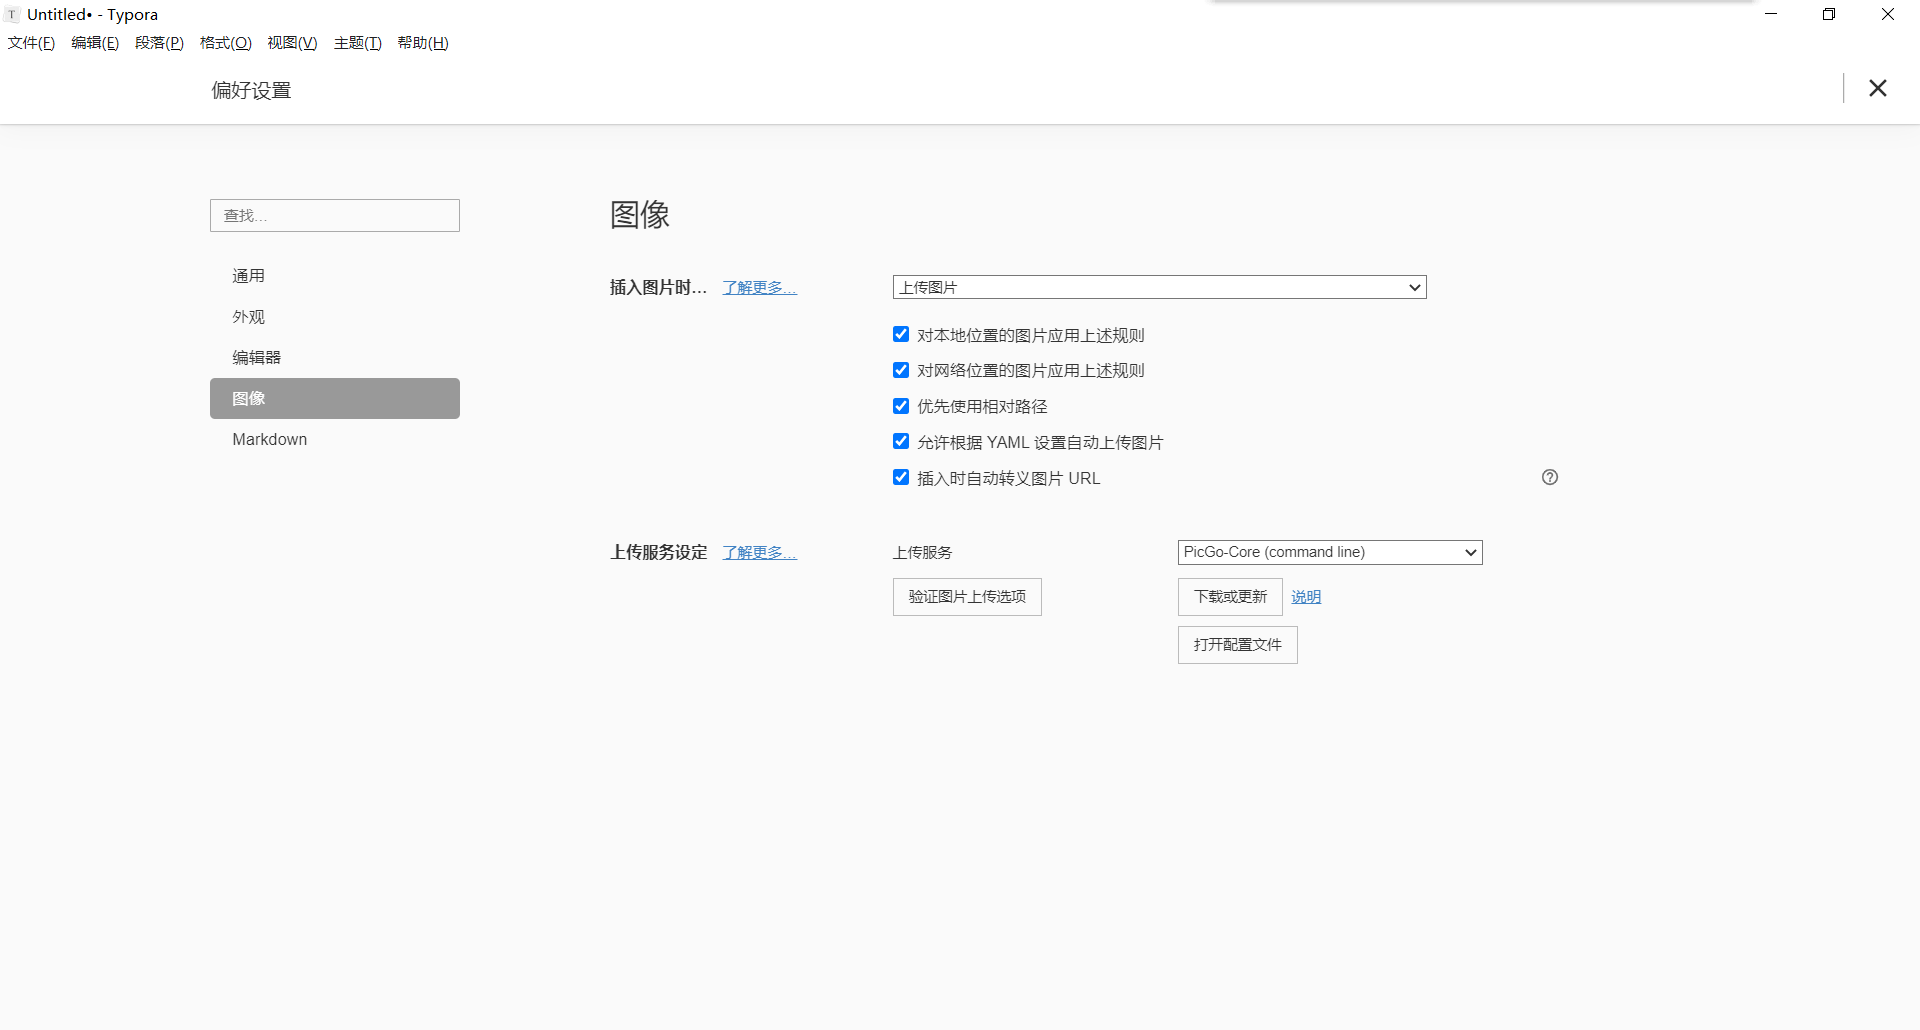 Untitled• - Typora
文件(F) 编辑(E) 段落(P) 格式(O) 视图(V) 主题(T) 帮助(H)
偏好设置
查找...
通用
外观
编辑器
图像
Markdown
图像
插入图片时... 了解更多... 上传图片
对本地位置的图片应用上述规则
对网络位置的图片应用上述规则
优先使用相对路径
允许根据 YAML 设置自动上传图片
插入时自动转义图片 URL
上传服务设定 了解更多... 上传服务 PicGo-Core (command line)
验证图片上传选项 下载或更新 说明
打开配置文件